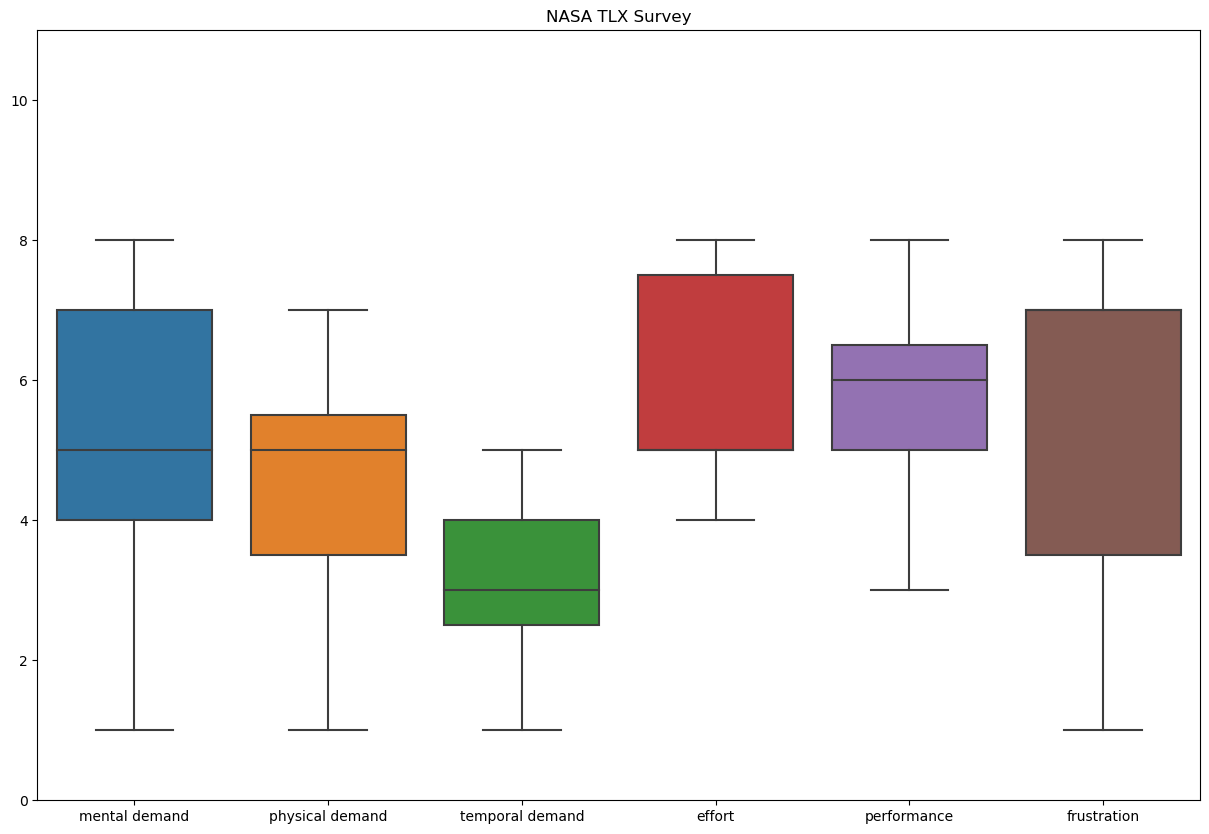 NASA TLX Survey
10
8
6
4
2
0
mental demand
physical demand
temporal demand
effort
performance
frustration